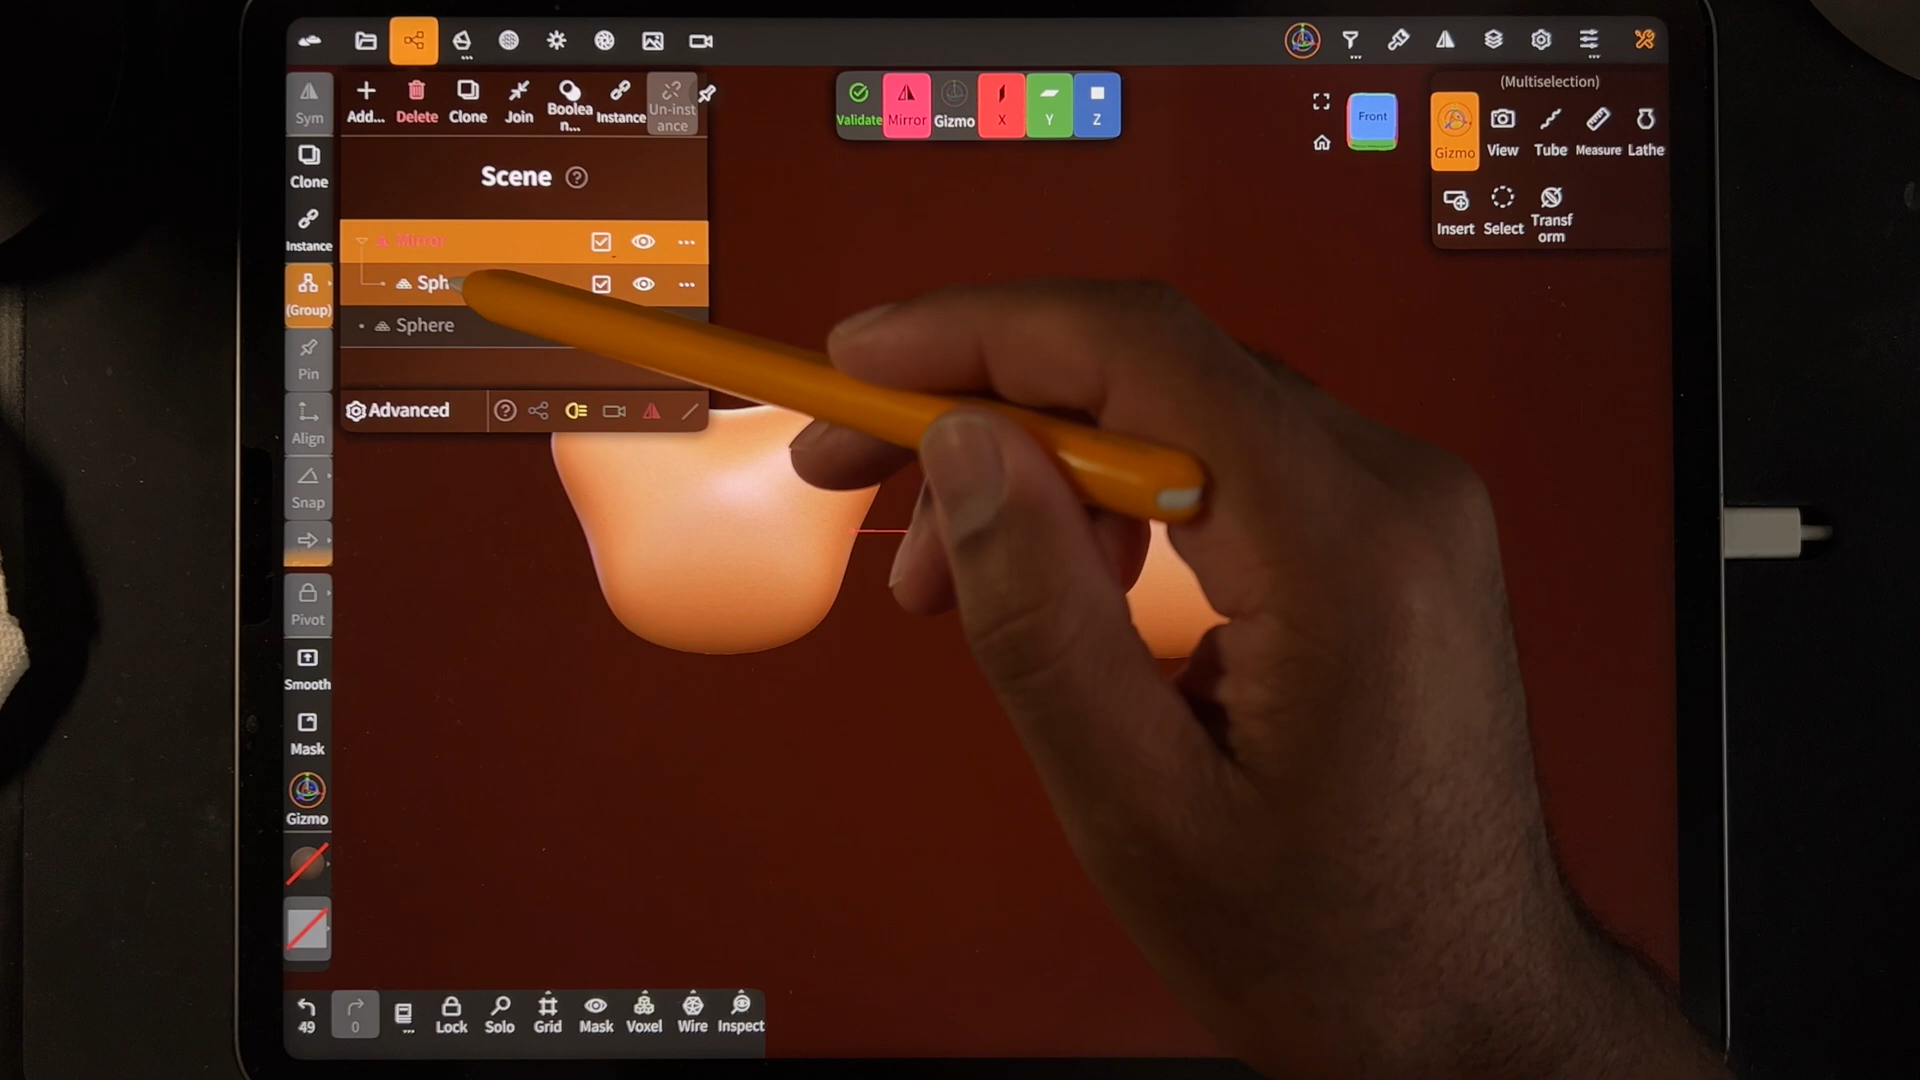 Add...
Delete
Clone
Join
Boolea
n...
Instance
Un-inst
ance
Validate
Mirror
Gizmo
X
Y
Z
Front
(Multiselection)
Gizmo
View
Tube
Measure
Lathe
Insert
Select
Transf
orm
Sym
Clone
Instance
(Group)
Pin
Align
Snap
Pivot
Smooth
Mask
Gizmo
Scene ?
Mirror
...
Sph
...
Sphere
Advanced
?
49
0
...
Lock
Solo
Grid
Mask
Voxel
Wire
Inspect